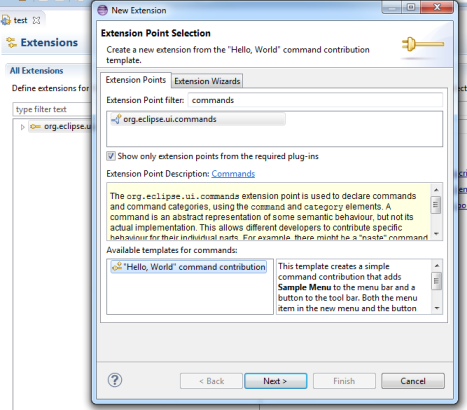 test
Extensions
All Extensions
Define extensions for
type filter text
org.eclipse.u
New Extension
Extension Point Selection
Create a new extension from the "Hello, World" command contribution
template.
Extension Points
Extension Wizards
Extension Point filter: commands
org.eclipse.ui.commands
Show only extension points from the required plug-ins
Extension Point Description: Commands
The org.eclipse.ui.commands extension point is used to declare commands
and command categories, using the command and category elements. A
command is an abstract representation of some semantic behaviour, but not its
actual implementation. This allows different developers to contribute specific
behaviour for their individual parts. For example, there might be a "paste" command
Available templates for commands:
"Hello, World" command contribution
This template creates a simple
command contribution that adds
Sample Menu to the menu bar and a
button to the tool bar. Both the menu
item in the new menu and the button
< Back
Next >
Finish
Cancel